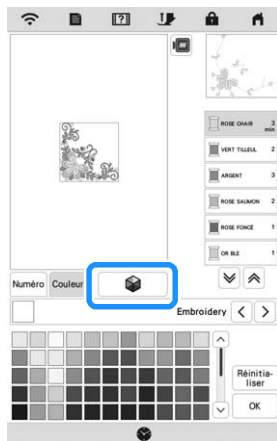 ROSE CHAIR 3 min
VERT TILLEUL 2
ARGENT 3
ROSE SAUMON 2
ROSE FONCÉ 1
OR BLE 1
Numéro Couleur
Embroidery
Réinitia-
liser
OK